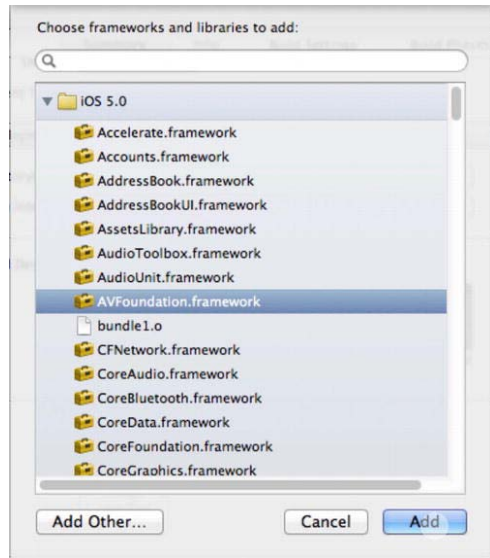 Choose frameworks and libraries to add:
iOS 5.0
Accelerate.framework
Accounts.framework
AddressBook.framework
AddressBookUI.framework
AssetsLibrary.framework
AudioToolbox.framework
AudioUnit.framework
AVFoundation.framework
bundle1.o
CFNetwork.framework
CoreAudio.framework
CoreBluetooth.framework
CoreData.framework
CoreFoundation.framework
CoreGraphics.framework
Add Other... Cancel Add